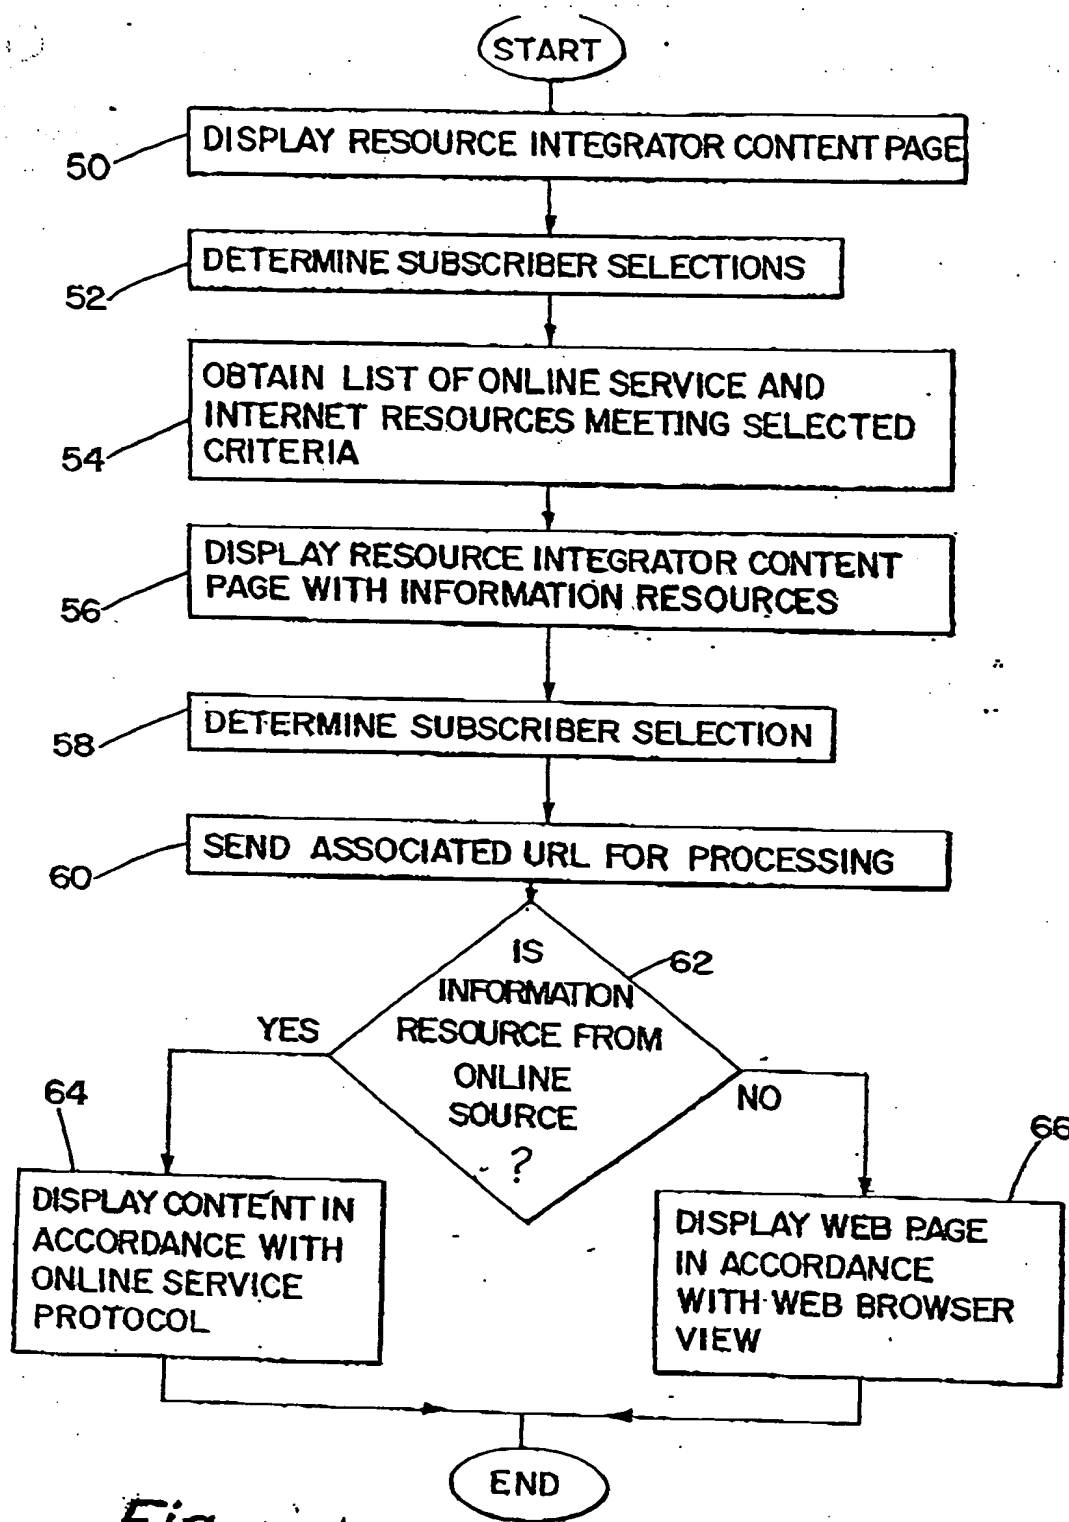 START
DISPLAY RESOURCE INTEGRATOR CONTENT PAGE
50
DETERMINE SUBSCRIBER SELECTIONS
52
OBTAIN LIST OF ONLINE SERVICE AND
INTERNET RESOURCES MEETING SELECTED
CRITERIA
54
DISPLAY RESOURCE INTEGRATOR CONTENT
PAGE WITH INFORMATION RESOURCES
56
DETERMINE SUBSCRIBER SELECTION
58
SEND ASSOCIATED URL FOR PROCESSING
60
IS
INFORMATION
RESOURCE FROM
ONLINE
SOURCE
?
62
YES
NO
64
66
DISPLAY CONTENT IN
ACCORDANCE WITH
ONLINE SERVICE
PROTOCOL
DISPLAY WEB PAGE
IN ACCORDANCE
WITH WEB BROWSER
VIEW
END